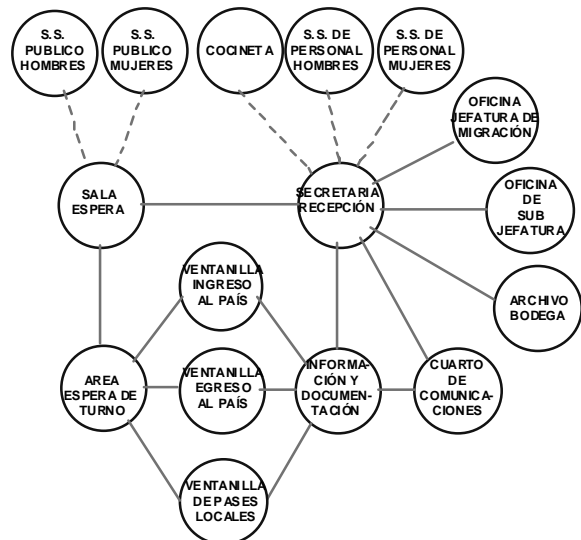 S.S.
PUBLICO
HOMBRES
S.S.
PUBLICO
MUJERES
COCINETA
S.S. DE
PERSONAL
HOMBRES
S.S. DE
PERSONAL
MUJERES
OFICINA
JEFATURA DE
MIGRACIÓN
SALA
ESPERA
SECRETARIA
RECEPCIÓN
OFICINA
DE
SUB
JEFATURA
VENTANILLA
INGRESO
AL PAÍS
ARCHIVO
BODEGA
AREA
ESPERA DE
TURNO
VENTANILLA
EGRESO
AL PAÍS
INFORMA-
CIÓN Y
DOCUMEN-
TACIÓN
CUARTO
DE
COMUNICA-
CIONES
VENTANILLA
DE PASES
LOCALES